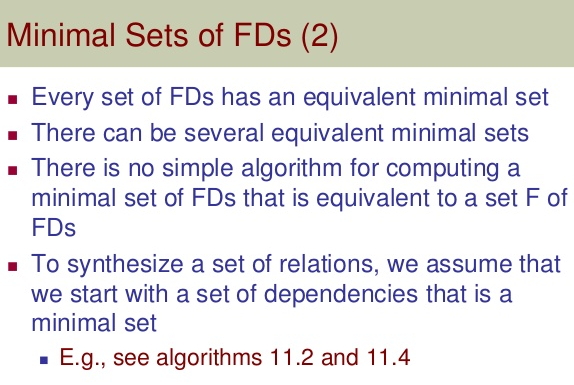 Minimal Sets of FDs (2)
Every set of FDs has an equivalent minimal set
There can be several equivalent minimal sets
There is no simple algorithm for computing a
minimal set of FDs that is equivalent to a set F of
FDs
To synthesize a set of relations, we assume that
we start with a set of dependencies that is a
minimal set
E.g., see algorithms 11.2 and 11.4